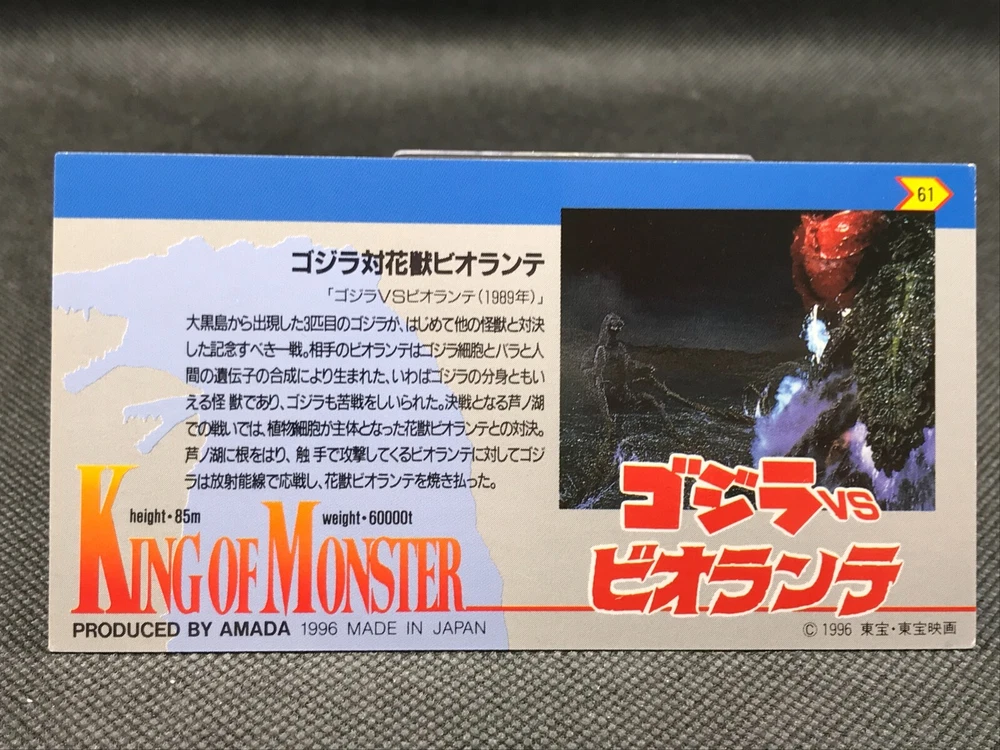 61
ゴジラ対花獣ビオランテ
「ゴジラVSビオランテ(1989年)」
大黒島から出現した3匹目のゴジラが、はじめて他の怪獣と対決
した記念すべき一戦。相手のビオランテはゴジラ細胞とバラと人
間の遺伝子の合成により生まれた、いわばゴジラの分身ともい
える怪獣であり、ゴジラも苦戦をしいられた。決戦となる芦ノ湖
での戦いでは、植物細胞が主体となった花獣ビオランテとの対決。
芦ノ湖に根をはり、触手で攻撃してくるビオランテに対してゴジ
ラは放射能線で応戦し、花獣ビオランテを焼き払った。
height・85m weight・60000t
KING OF MONSTER
ゴジラVS
ビオランテ
PRODUCED BY AMADA 1996 MADE IN JAPAN
© 1996 東宝・東宝映画